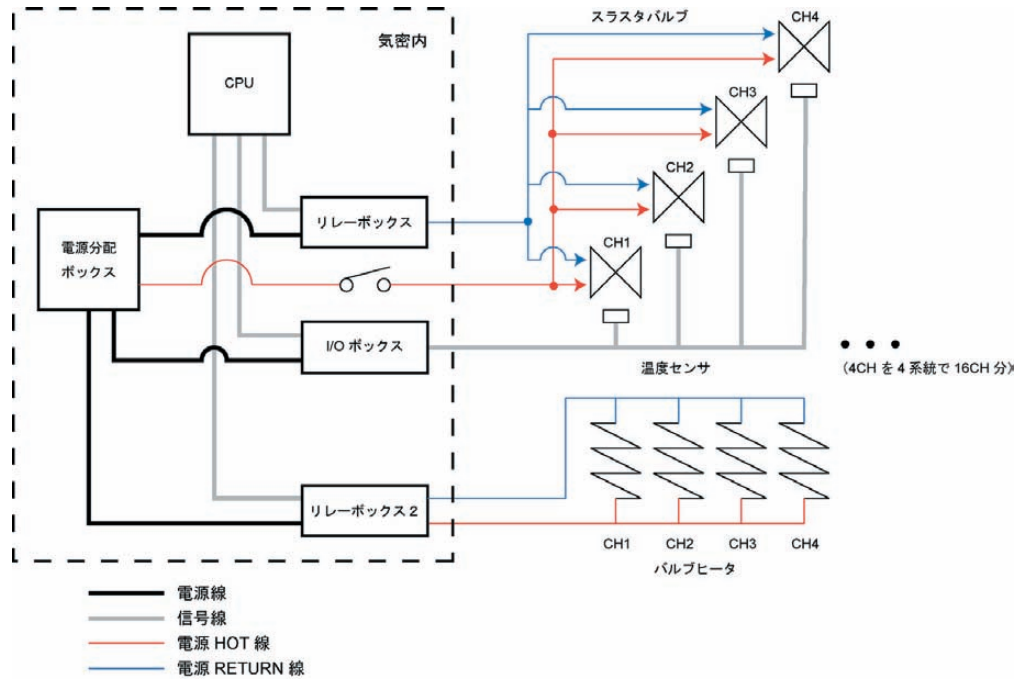 気密内
スラスタバルブ
CH4
CPU
CH3
CH2
リレーボックス
電源分配
ボックス
CH1
I/O ボックス
温度センサ
(4CH を 4 系統で 16CH 分)
リレーボックス 2
CH1
CH2
CH3
CH4
バルブヒータ
電源線
信号線
電源 HOT 線
電源 RETURN 線